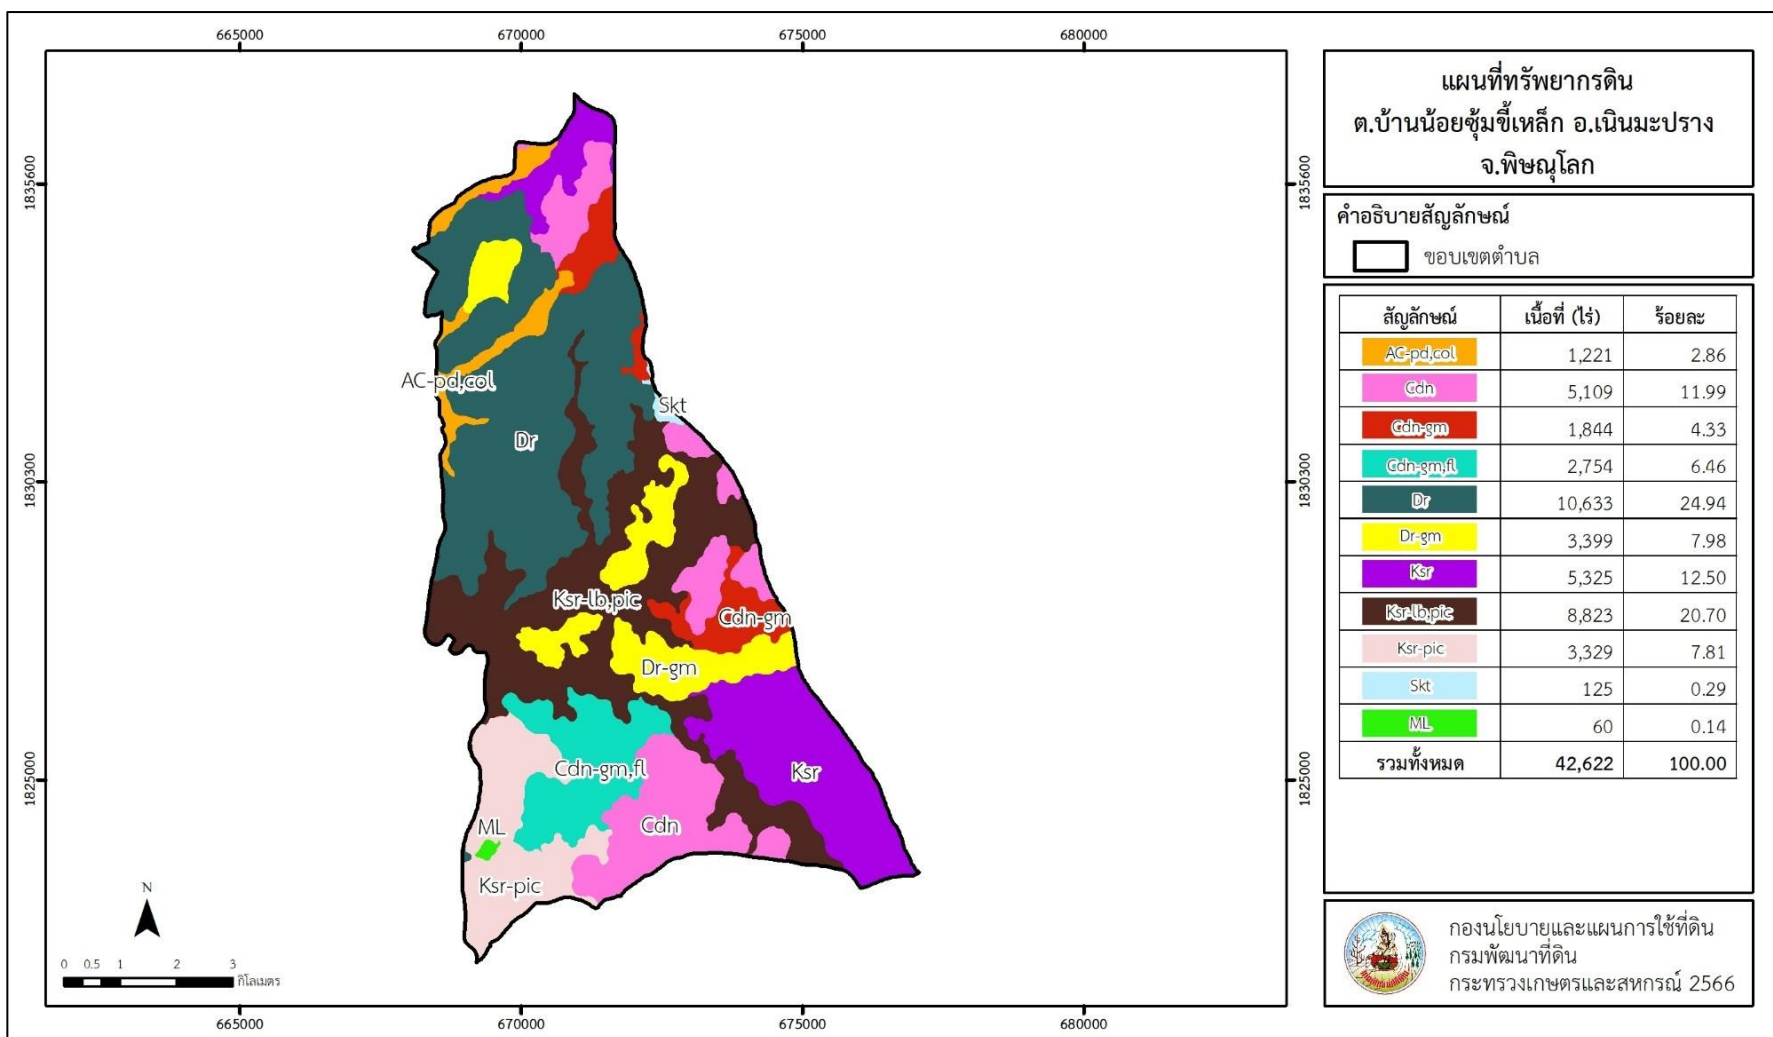 665000
670000
675000
680000
1835600
1830300
1825000
1835600
1830300
1825000
AC-pd,col
Skt
Dr
Ksr-lb,pic
Cdn-gm
Dr-gm
Cdn-gm,fl
Ksr
Cdn
ML
Ksr-pic
N
0 0.5 1 2 3
กิโลเมตร
665000
670000
675000
680000
แผนที่ทรัพยากรดิน
ต.บ้านน้อยซุ้มขี้เหล็ก อ.เนินมะปราง
จ.พิษณุโลก
คำอธิบายสัญลักษณ์
ขอบเขตตำบล
สัญลักษณ์ เนื้อที่ (ไร่) ร้อยละ
AC-pd,col 1,221 2.86
Cdn 5,109 11.99
Cdn-gm 1,844 4.33
Cdn-gm,fl 2,754 6.46
Dr 10,633 24.94
Dr-gm 3,399 7.98
Ksr 5,325 12.50
Ksr-lb,pic 8,823 20.70
Ksr-pic 3,329 7.81
Skt 125 0.29
ML 60 0.14
รวมทั้งหมด 42,622 100.00
กองนโยบายและแผนการใช้ที่ดิน
กรมพัฒนาที่ดิน
กระทรวงเกษตรและสหกรณ์ 2566